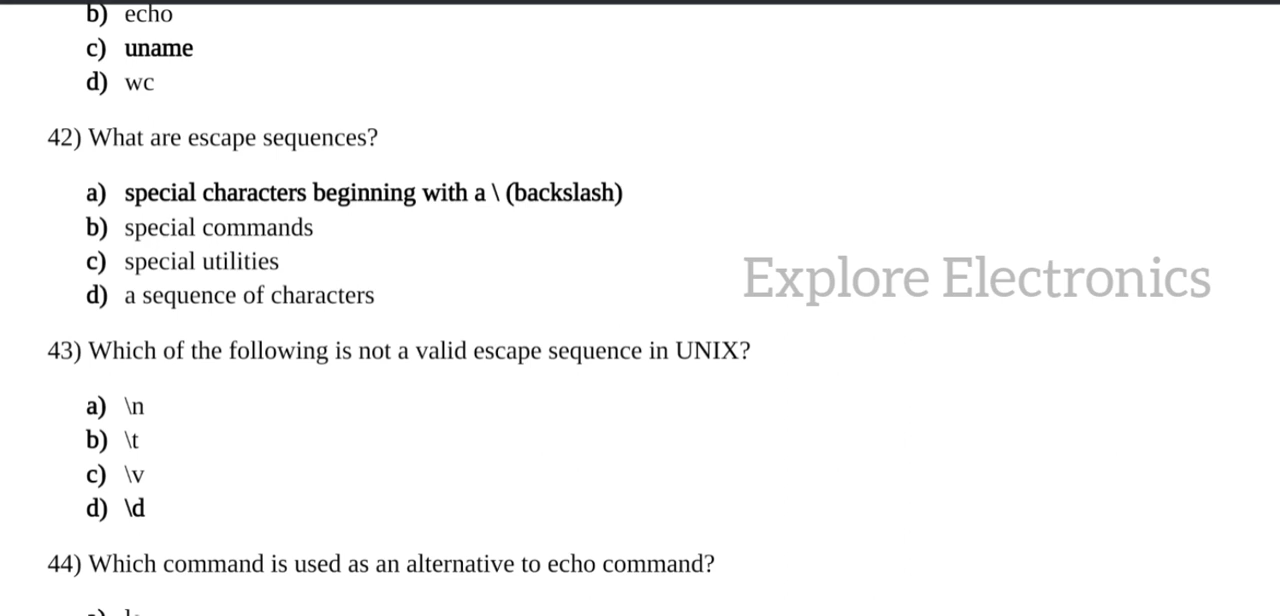 b) echo
c) uname
d) wc
42) What are escape sequences?
a) special characters beginning with a \ (backslash)
b) special commands
c) special utilities
d) a sequence of characters
Explore Electronics
43) Which of the following is not a valid escape sequence in UNIX?
a) \n
b) \t
c) \v
d) \d
44) Which command is used as an alternative to echo command?